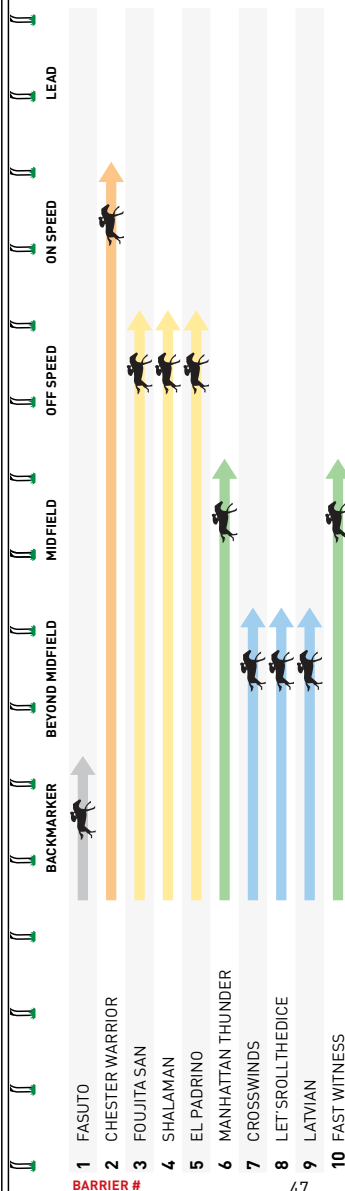 BACKMARKER BEYOND MIDFIELD MIDFIELD OFF SPEED ON SPEED LEAD
BARRIER #
1 FASUTO
2 CHESTER WARRIOR
3 FOUJITA SAN
4 SHALAMAN
5 EL PADRINO
6 MANHATTAN THUNDER
7 CROSSWINDS
8 LET'SROLLTHEDICE
9 LATVIAN
10 FAST WITNESS
47